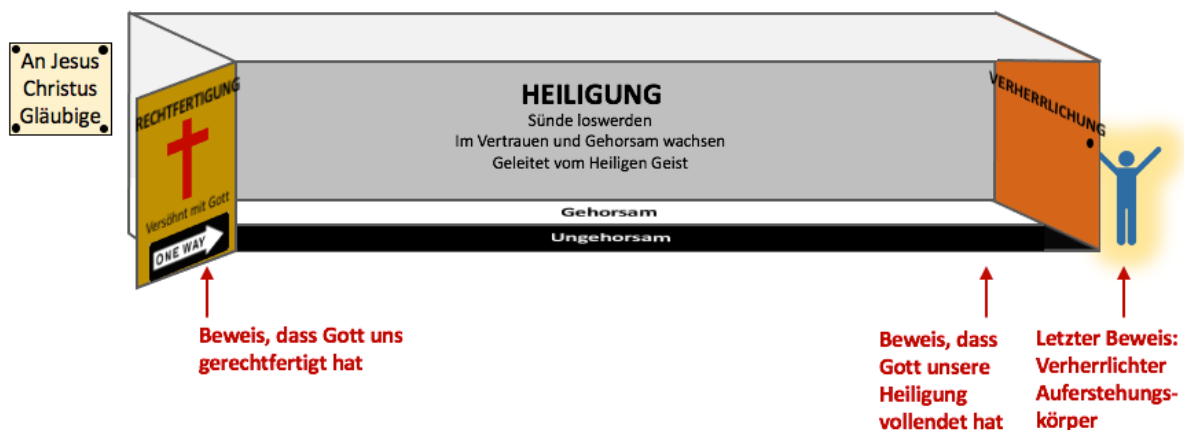 An Jesus
Christus
Gläubige
RECHTFERTIGUNG
Versöhnt mit Gott
ONE WAY
HEILIGUNG
Sünde loswerden
Im Vertrauen und Gehorsam wachsen
Geleitet vom Heiligen Geist
Gehorsam
Ungehorsam
VERHERRLICHUNG
Beweis, dass Gott uns
gerechtfertigt hat
Beweis, dass
Gott unsere
Heiligung
vollendet hat
Letzter Beweis:
Verherrlichter
Auferstehungs-
körper